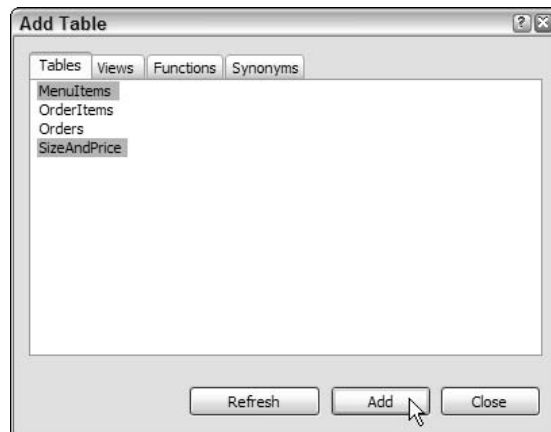 Add Table
Tables Views Functions Synonyms
MenuItems
OrderItems
Orders
SizeAndPrice
Refresh Add Close